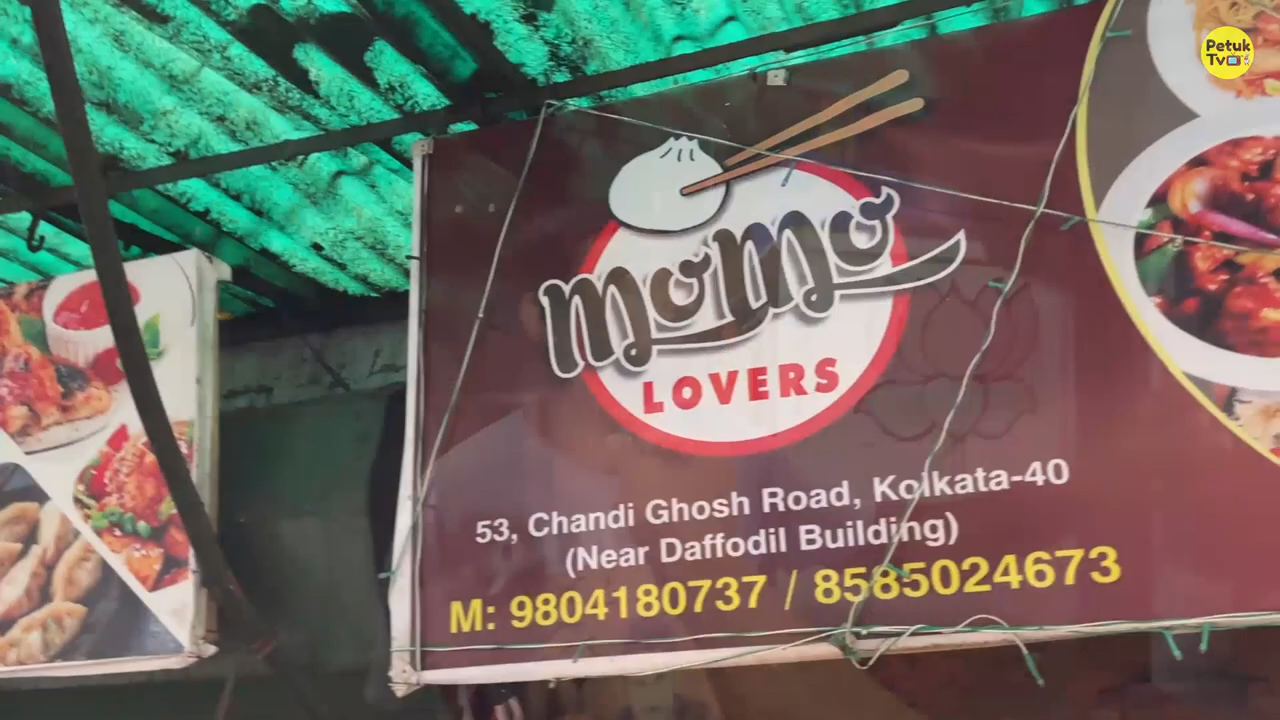 Petuk
Tv
MOMO
LOVERS
53, Chandi Ghosh Road, Kolkata-40
(Near Daffodil Building)
M: 9804180737 / 8585024673